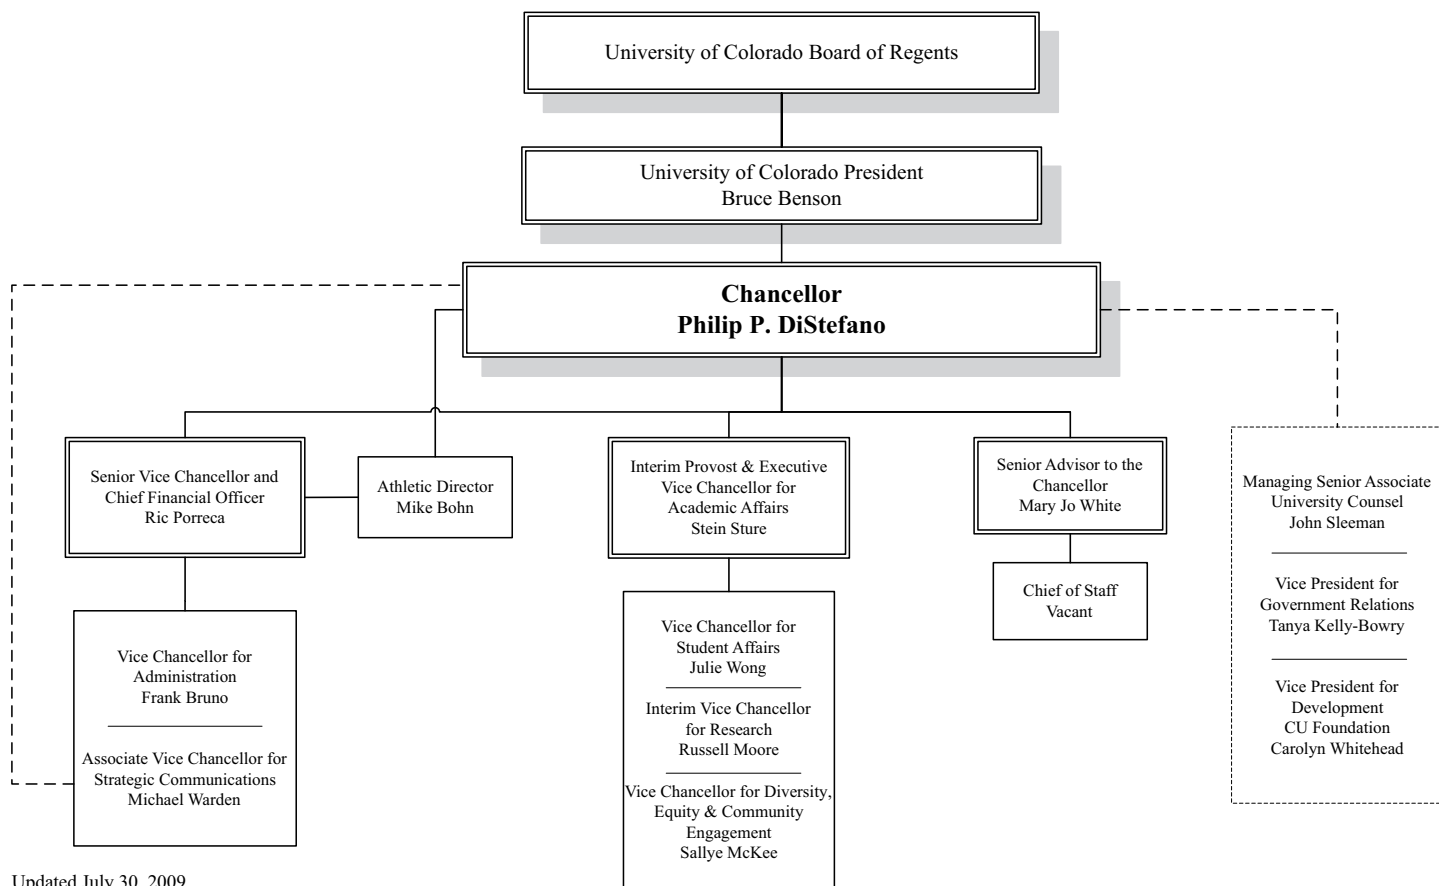 University of Colorado Board of Regents
University of Colorado President
Bruce Benson
Chancellor
Philip P. DiStefano
Senior Vice Chancellor and
Chief Financial Officer
Ric Porreca
Athletic Director
Mike Bohn
Interim Provost & Executive
Vice Chancellor for
Academic Affairs
Stein Sture
Senior Advisor to the
Chancellor
Mary Jo White
Managing Senior Associate
University Counsel
John Sleeman
Vice President for
Government Relations
Tanya Kelly-Bowry
Vice President for
Development
CU Foundation
Carolyn Whitehead
Chief of Staff
Vacant
Vice Chancellor for
Administration
Frank Bruno
Associate Vice Chancellor for
Strategic Communications
Michael Warden
Vice Chancellor for
Student Affairs
Julie Wong
Interim Vice Chancellor
for Research
Russell Moore
Vice Chancellor for Diversity,
Equity & Community
Engagement
Sallye McKee
Updated July 30, 2009